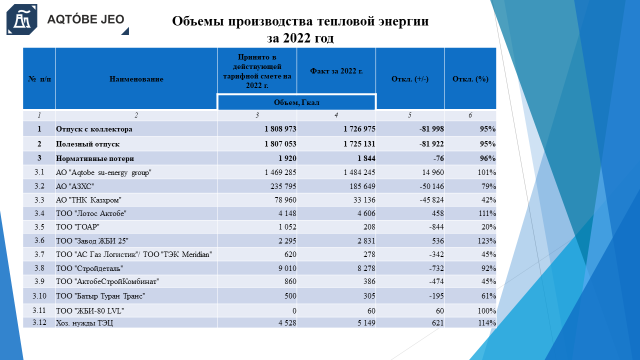 AQTÓBE JEO
Объемы производства тепловой энергии
за 2022 год
№ п/п Наименование Принято в действующей тарифной смете на 2022 г. Факт за 2022 г. Откл. (+/-) Откл. (%)
Объем, Гкал
1 2 3 4 5 6
1 Отпуск с коллектора 1 808 973 1 726 975 -81 998 95%
2 Полезный отпуск 1 807 053 1 725 131 -81 922 95%
3 Нормативные потери 1 920 1 844 -76 96%
3.1 АО "Aqtobe su-energy group" 1 469 285 1 484 245 14 960 101%
3.2 АО "АЗХС" 235 795 185 649 -50 146 79%
3.3 АО "ТНК Казхром" 78 960 33 136 -45 824 42%
3.4 ТОО "Лотос Актобе" 4 148 4 606 458 111%
3.5 ТОО "ГОАР" 1 052 208 -844 20%
3.6 ТОО "Завод ЖБИ 25" 2 295 2 831 536 123%
3.7 ТОО "АС Газ Логистик"/ ТОО "ТЭК Meridian" 620 278 -342 45%
3.8 ТОО "Стройдеталь" 9 010 8 278 -732 92%
3.9 ТОО "АктобеСтройКомбинат" 860 386 -474 45%
3.10 ТОО "Батыр Туран Транс" 500 305 -195 61%
3.11 ТОО "ЖБИ-80 LVL" 0 60 60 100%
3.12 Хоз. нужды ТЭЦ 4 528 5 149 621 114%